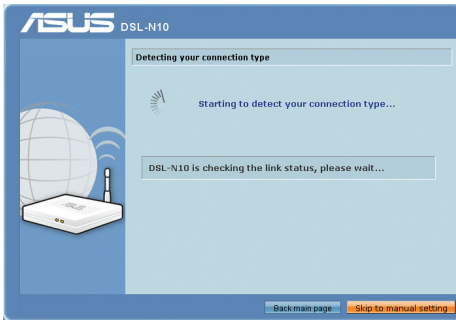 ASUS DSL-N10
Detecting your connection type
Starting to detect your connection type...
DSL-N10 is checking the link status, please wait...
Back main page
Skip to manual setting